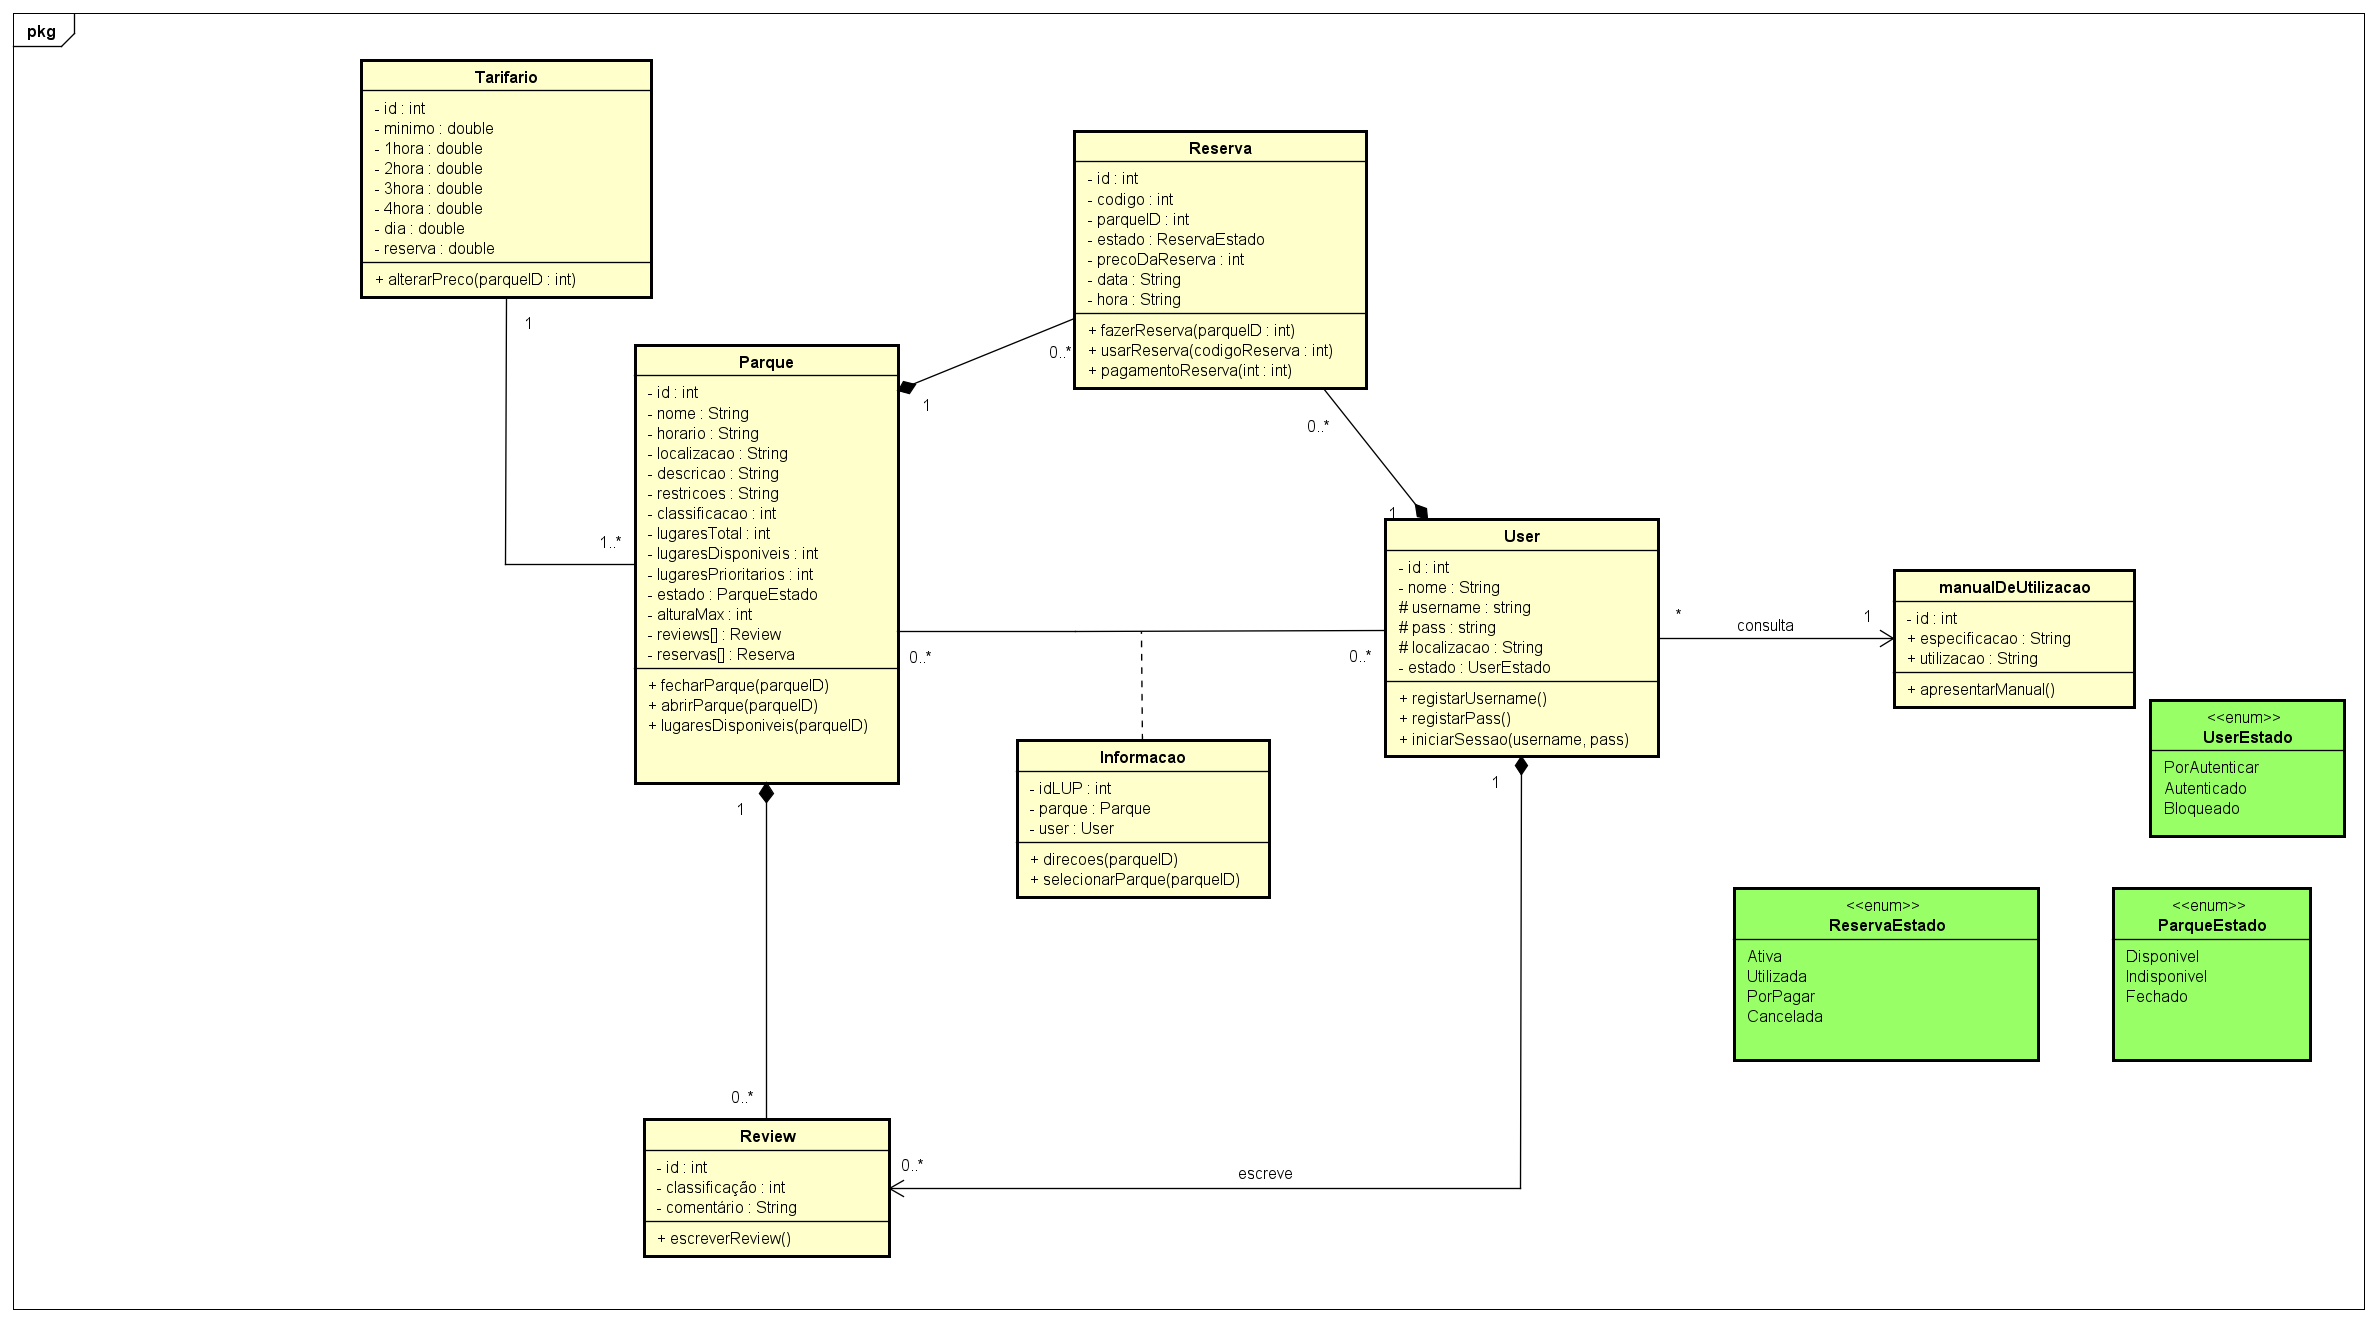 pkg
Tarifario
- id : int
- minimo : double
- 1hora : double
- 2hora : double
- 3hora : double
- 4hora : double
- dia : double
- reserva : double
+ alterarPreco(parqueID : int)
1
1..*
Reserva
- id : int
- codigo : int
- parqueID : int
- estado : ReservaEstado
- precoDaReserva : int
- data : String
- hora : String
+ fazerReserva(parqueID : int)
+ usarReserva(codigoReserva : int)
+ pagamentoReserva(int : int)
0..*
1
0..*
1
Parque
- id : int
- nome : String
- horario : String
- localizacao : String
- descricao : String
- restricoes : String
- classificacao : int
- lugaresTotal : int
- lugaresDisponiveis : int
- lugaresPrioritarios : int
- estado : ParqueEstado
- alturaMax : int
- reviews[] : Review
- reservas[] : Reserva
+ fecharParque(parqueID)
+ abrirParque(parqueID)
+ lugaresDisponiveis(parqueID)
0..*
0..*
User
- id : int
- nome : String
# username : string
# pass : string
# localizacao : String
- estado : UserEstado
+ registarUsername()
+ registarPass()
+ iniciarSessao(username, pass)
*
consulta
1
manualDeUtilizacao
- id : int
+ especificacao : String
+ utilizacao : String
+ apresentarManual()
<<enum>>
UserEstado
PorAutenticar
Autenticado
Bloqueado
Informacao
- idLUP : int
- parque : Parque
- user : User
+ direcoes(parqueID)
+ selecionarParque(parqueID)
1
1
<<enum>>
ReservaEstado
Ativa
Utilizada
PorPagar
Cancelada
<<enum>>
ParqueEstado
Disponivel
Indisponivel
Fechado
0..*
Review
- id : int
- classificação : int
- comentário : String
+ escreverReview()
0..*
escreve